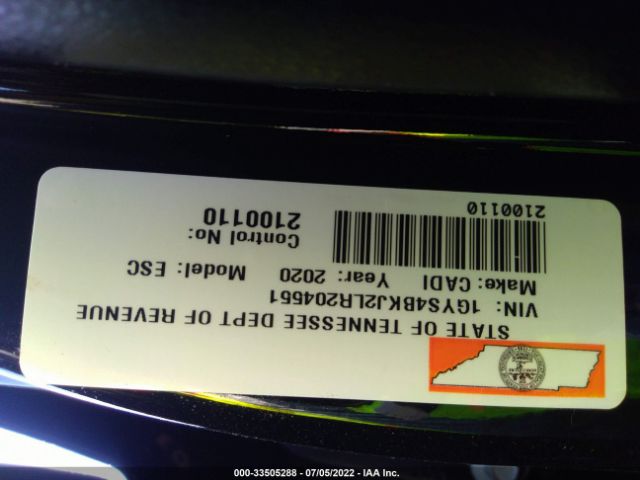 STATE OF TENNESSEE DEPT OF REVENUE
VIN: 1GYS4BKJ2LR204551
Make: CADI Year: 2020 Model: ESC
Control No:
2100110
2100110
000-33505288 - 07/05/2022 - IAA Inc.